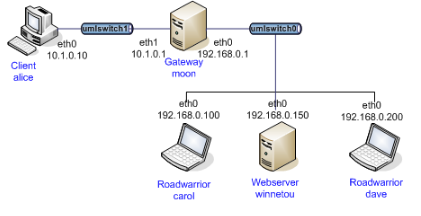 umlswitch1
umlswitch0
eth0
10.1.0.10
Client
alice
eth1
10.1.0.1
eth0
192.168.0.1
Gateway
moon
eth0
192.168.0.100
eth0
192.168.0.150
eth0
192.168.0.200
Roadwarrior
carol
Webserver
winnetou
Roadwarrior
dave